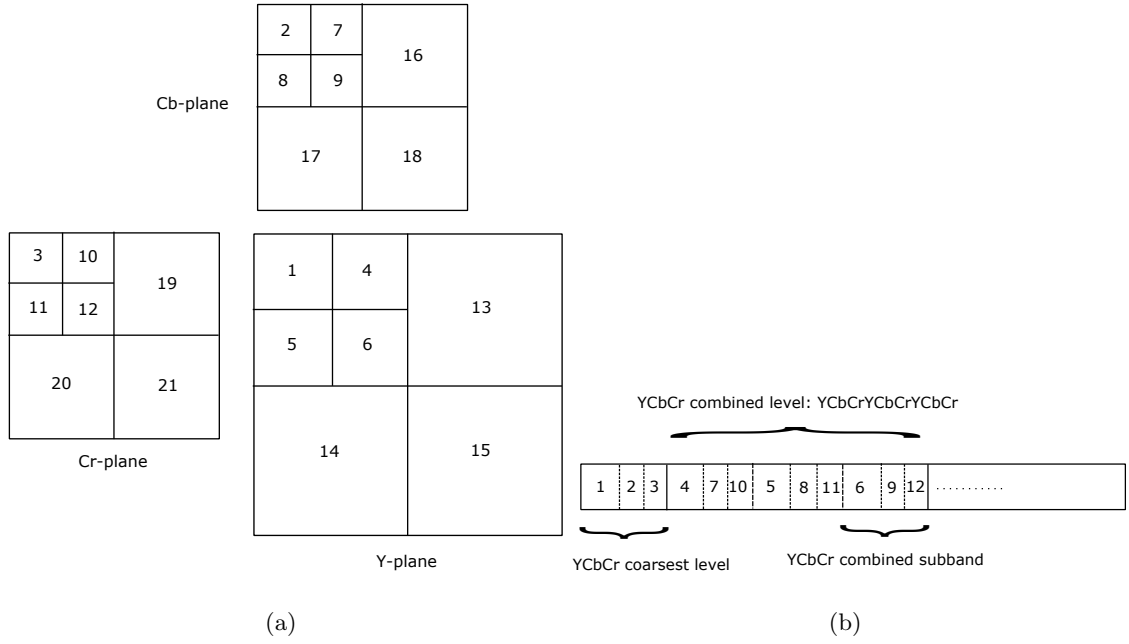 2 7
16
8 9
Cb-plane
17 18
3 10
19
11 12
20 21
Cr-plane
1 4
13
5 6
14 15
Y-plane
YCbCr combined level: YCbCrYCbCrYCbCr
1 2 3 4 7 10 5 8 11 6 9 12 ...........
YCbCr coarsest level
YCbCr combined subband
(a)
(b)